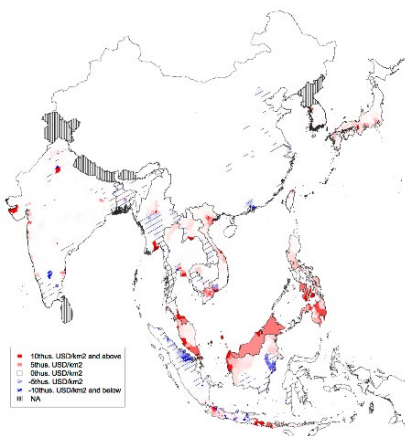 10thus. USD/km2 and above
5thus. USD/km2
0thus. USD/km2
-5thus. USD/km2
-10thus. USD/km2 and below
NA